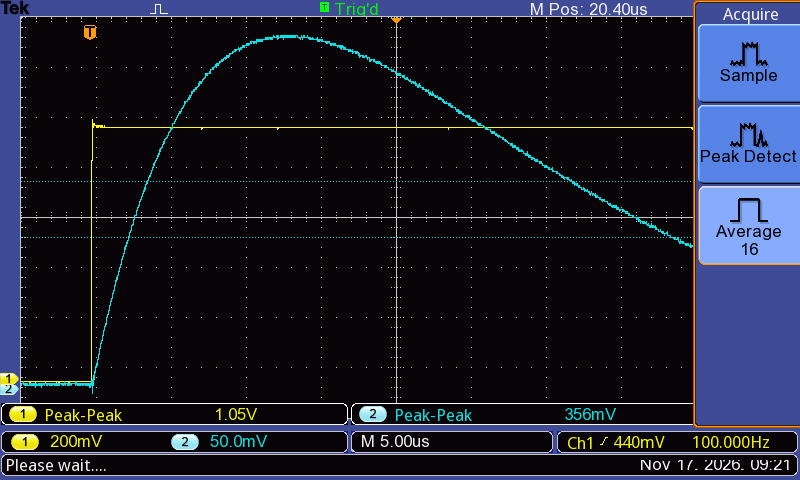 Tek T Trig'd M Pos: 20.40us
Acquire
T
Sample
Peak Detect
Average
16
1
2
1 Peak-Peak 1.05V 2 Peak-Peak 356mV
1 200mV 2 50.0mV M 5.00us Ch1 440mV 100.000Hz
Please wait.... Nov 17. 2026. 09:21